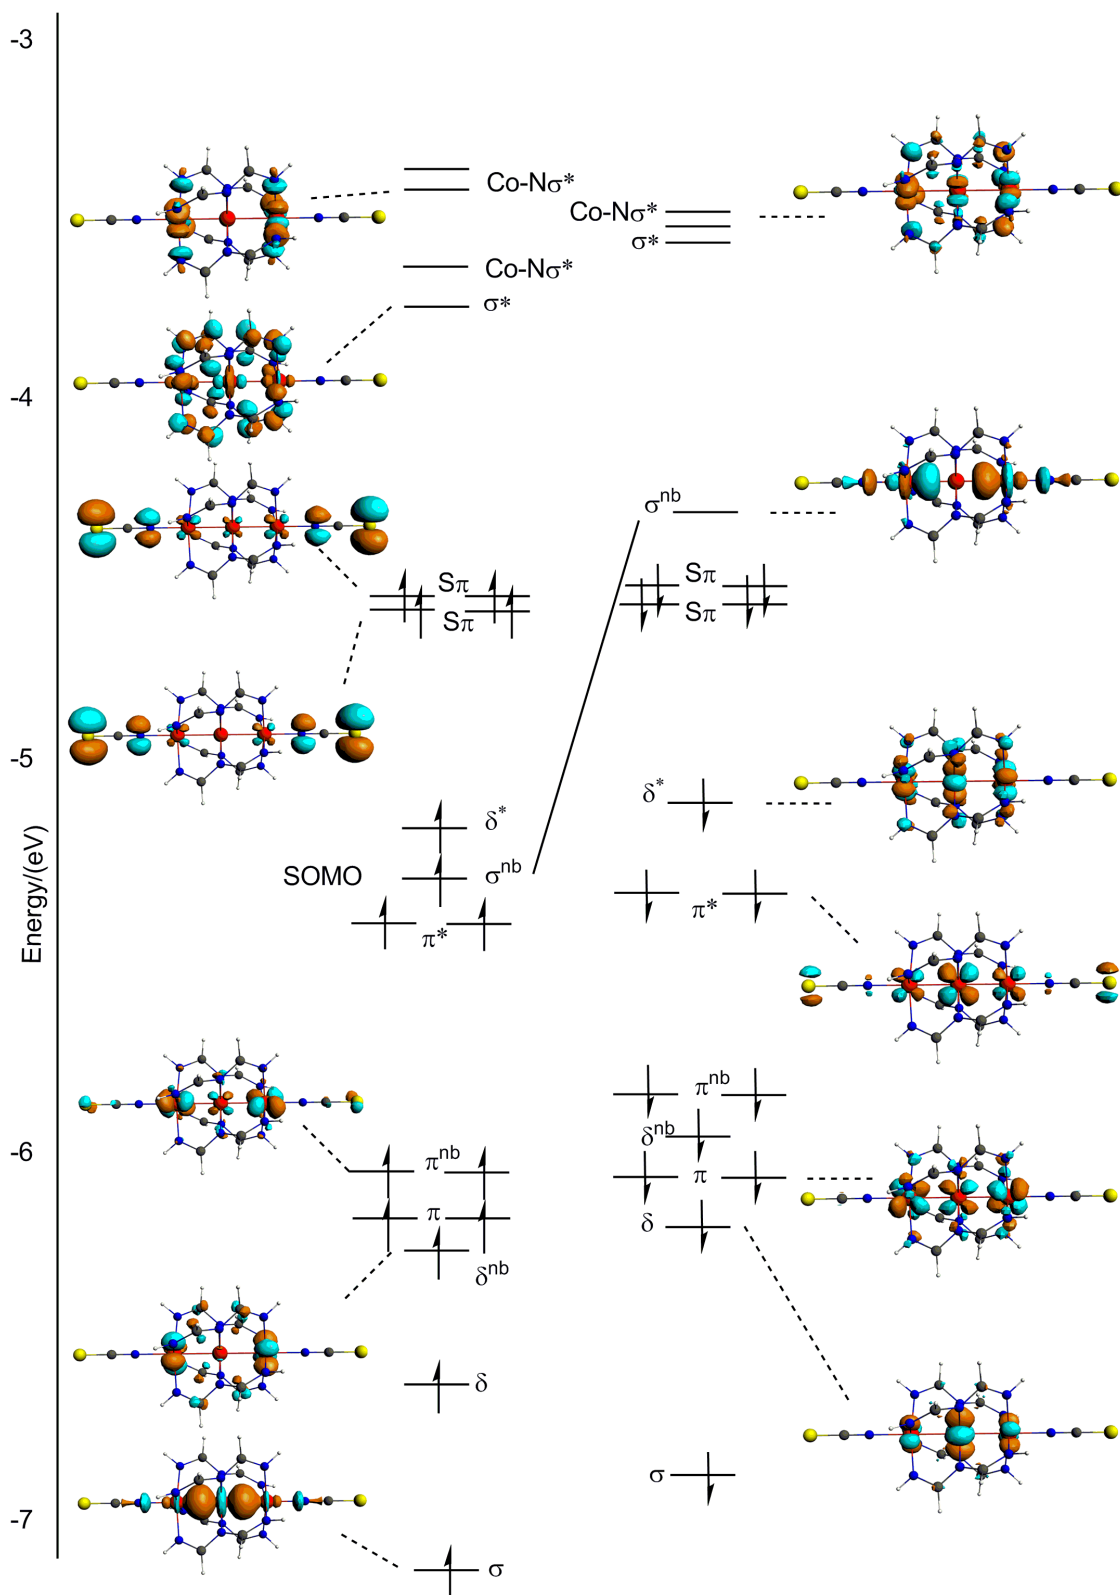 -3
Co-Nσ*
Co-Nσ*
σ*
Co-Nσ*
σ*
-4
σnb
Sπ
Sπ
Sπ
Sπ
-5
δ*
δ*
SOMO
σnb
π*
π*
Energy/(eV)
πnb
δnb
-6
πnb
π
π
δ
δnb
δ
σ
-7
σ